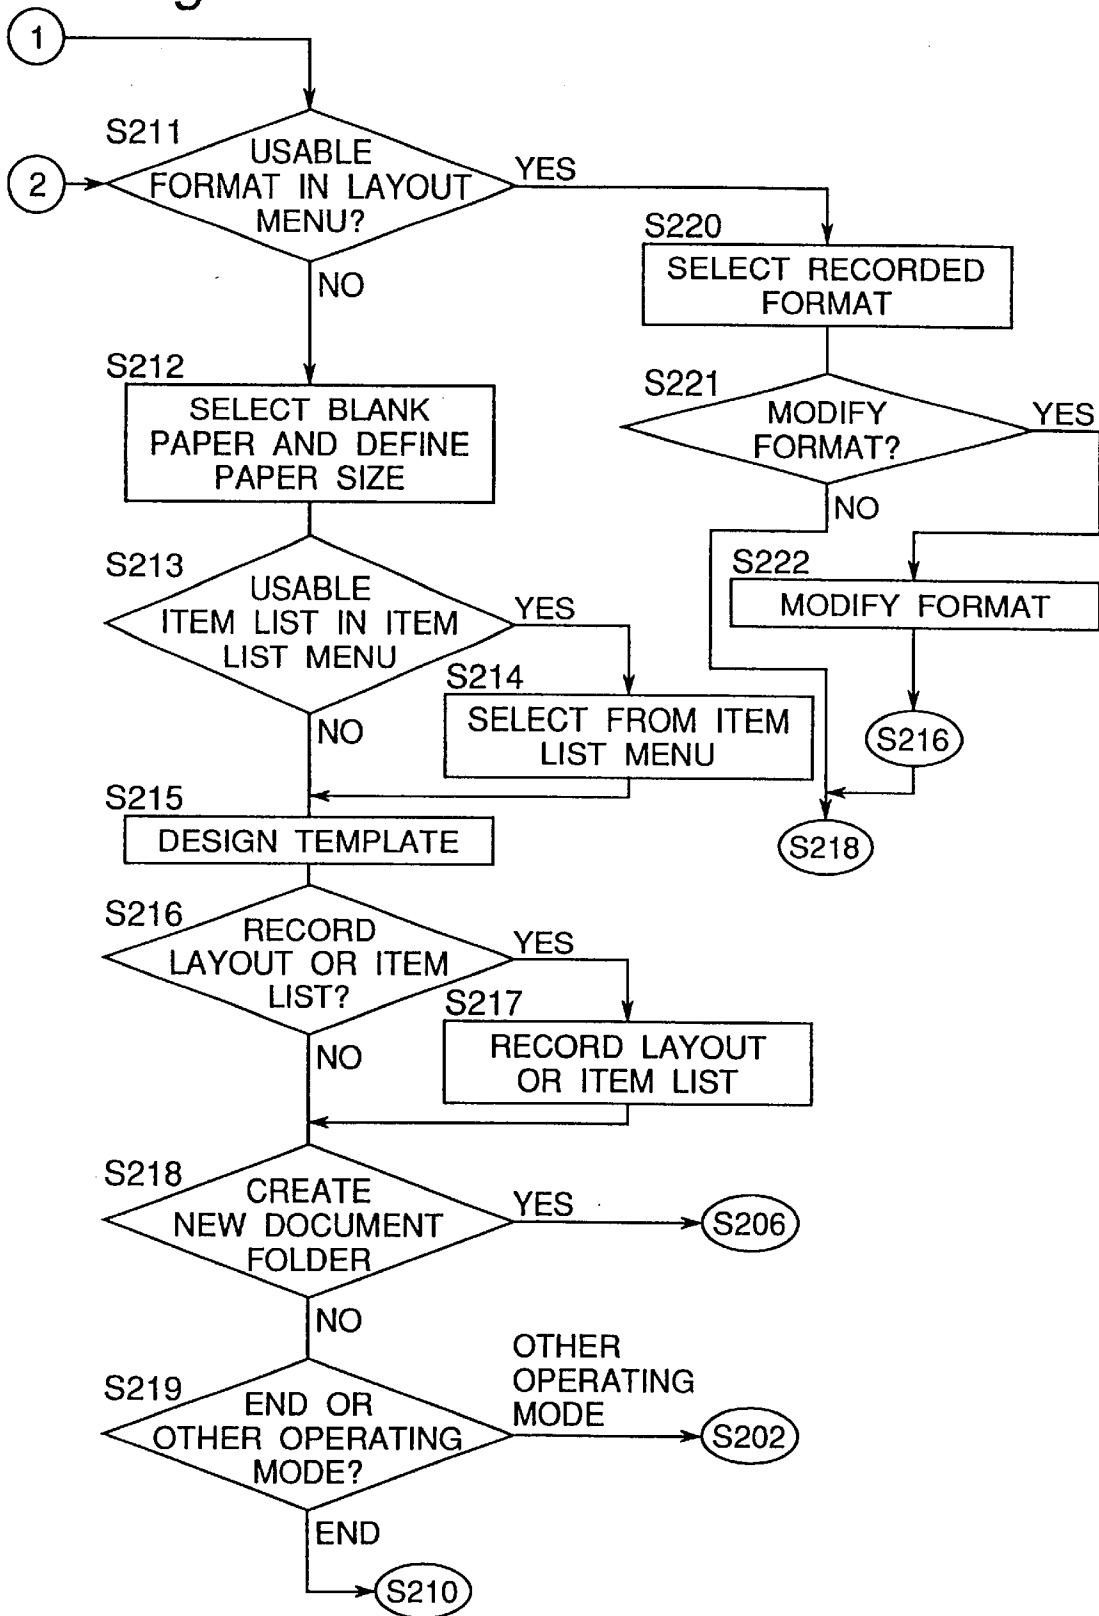 1
S211
USABLE
FORMAT IN LAYOUT
MENU?
2
YES
NO
S220
SELECT RECORDED
FORMAT
S212
SELECT BLANK
PAPER AND DEFINE
PAPER SIZE
S221
MODIFY
FORMAT?
YES
NO
S222
MODIFY FORMAT
S213
USABLE
ITEM LIST IN ITEM
LIST MENU
YES
NO
S214
SELECT FROM ITEM
LIST MENU
S216
S218
S215
DESIGN TEMPLATE
S216
RECORD
LAYOUT OR ITEM
LIST?
YES
NO
S217
RECORD LAYOUT
OR ITEM LIST
S218
CREATE
NEW DOCUMENT
FOLDER
YES
S206
NO
S219
END OR
OTHER OPERATING
MODE?
OTHER
OPERATING
MODE
S202
END
S210